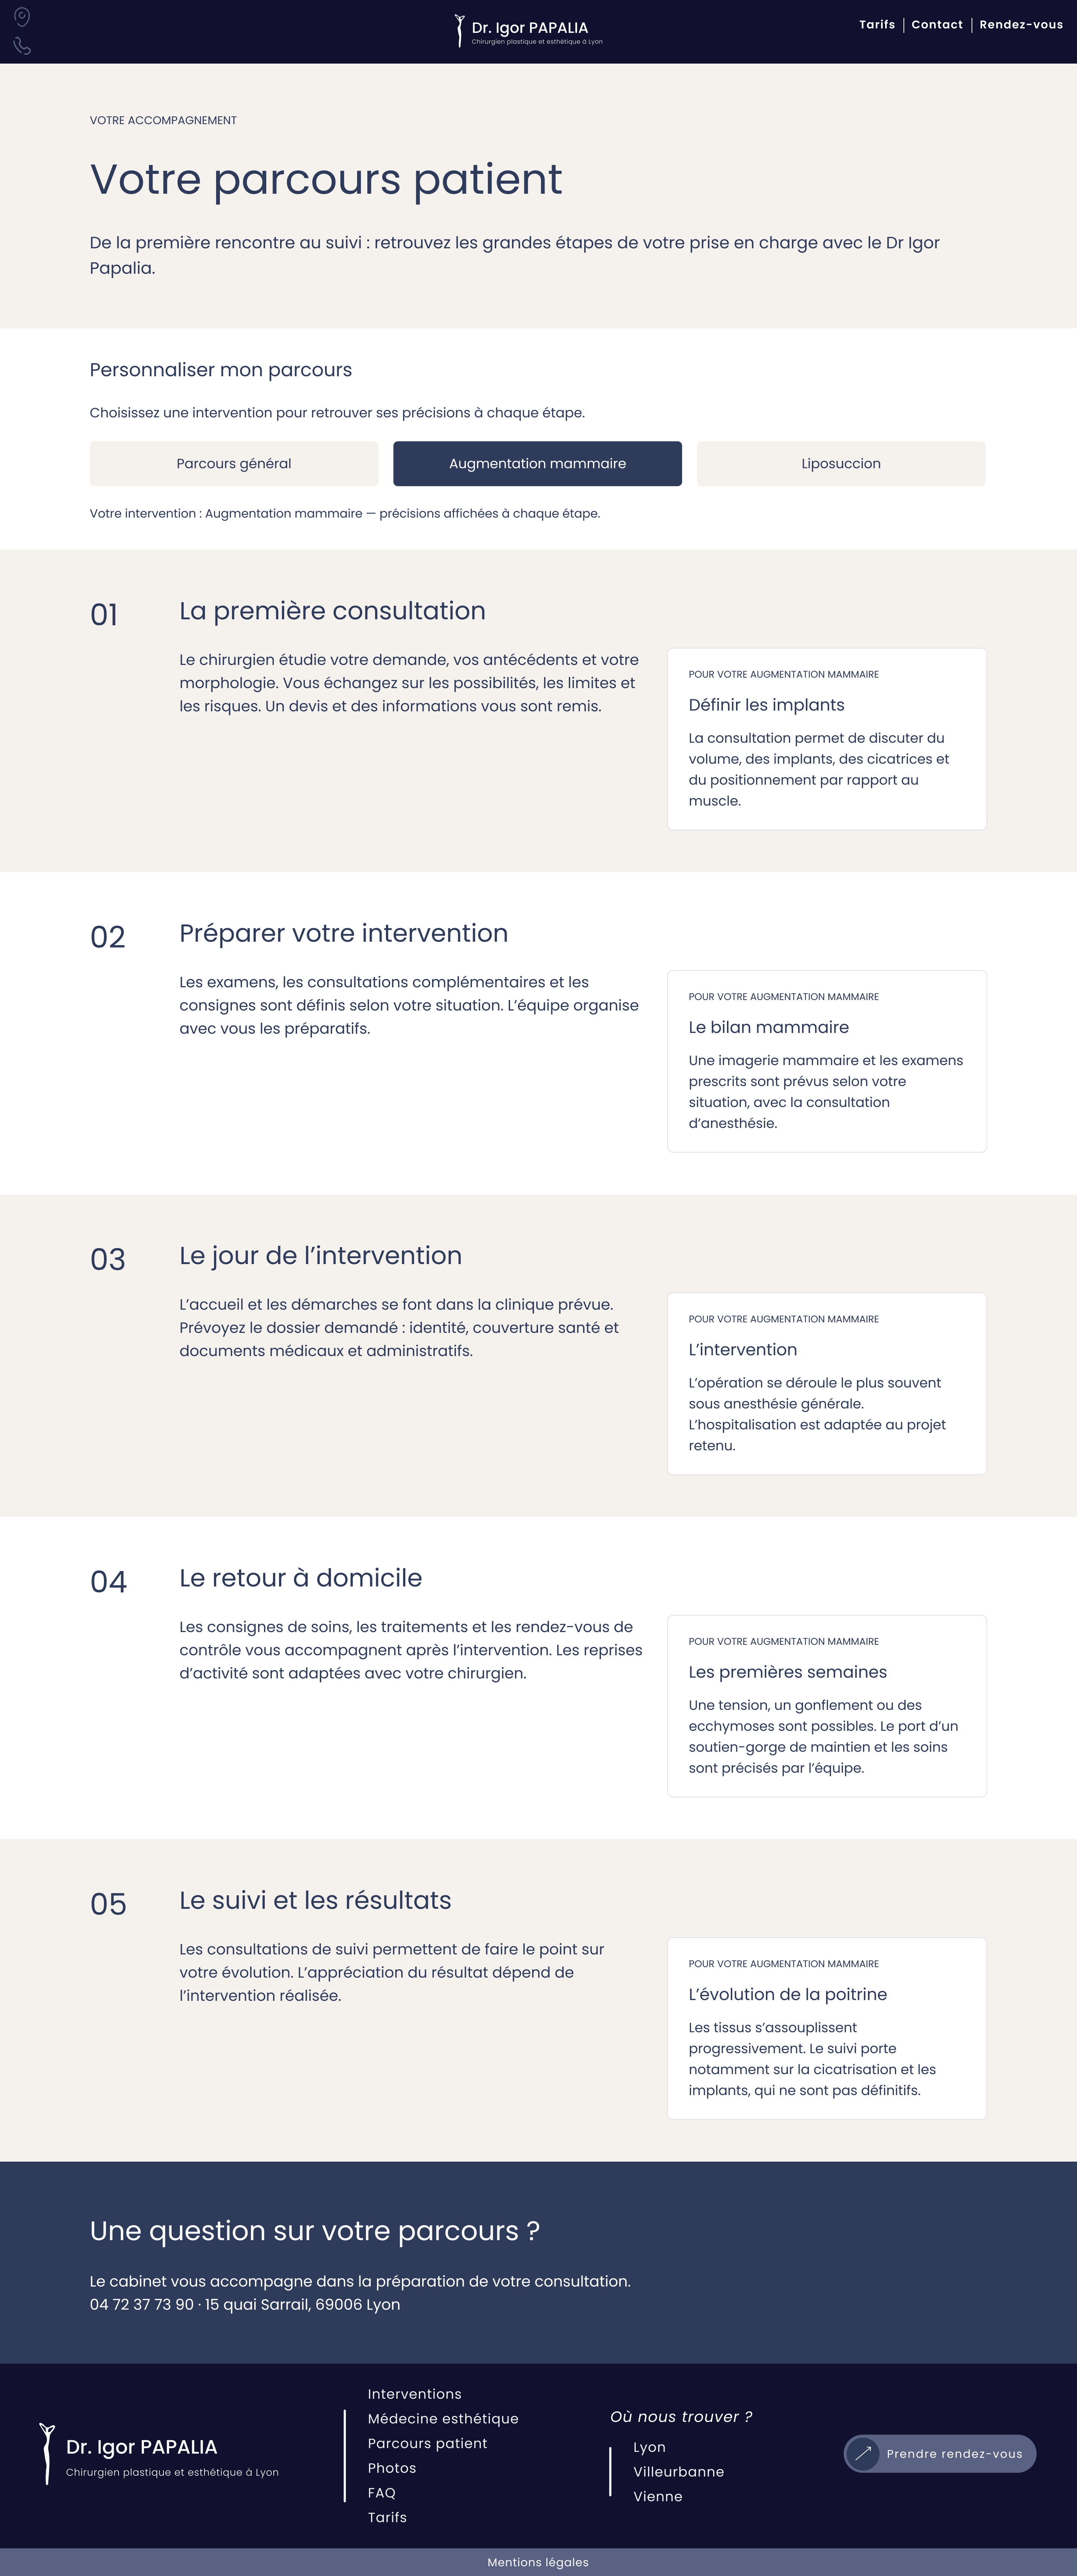 Dr. Igor PAPALIA
Chirurgien plastique et esthétique à Lyon
Tarifs
Contact
Rendez-vous
VOTRE ACCOMPAGNEMENT
Votre parcours patient
De la première rencontre au suivi : retrouvez les grandes étapes de votre prise en charge avec le Dr Igor
Papalia.
Personnaliser mon parcours
Choisissez une intervention pour retrouver ses précisions à chaque étape.
Parcours général
Augmentation mammaire
Liposuccion
Votre intervention : Augmentation mammaire — précisions affichées à chaque étape.
01
La première consultation
Le chirurgien étudie votre demande, vos antécédents et votre
morphologie. Vous échangez sur les possibilités, les limites et
les risques. Un devis et des informations vous sont remis.
POUR VOTRE AUGMENTATION MAMMAIRE
Définir les implants
La consultation permet de discuter du
volume, des implants, des cicatrices et
du positionnement par rapport au
muscle.
02
Préparer votre intervention
Les examens, les consultations complémentaires et les
consignes sont définis selon votre situation. L’équipe organise
avec vous les préparatifs.
POUR VOTRE AUGMENTATION MAMMAIRE
Le bilan mammaire
Une imagerie mammaire et les examens
prescrits sont prévus selon votre
situation, avec la consultation
d’anesthésie.
03
Le jour de l’intervention
L’accueil et les démarches se font dans la clinique prévue.
Prévoyez le dossier demandé : identité, couverture santé et
documents médicaux et administratifs.
POUR VOTRE AUGMENTATION MAMMAIRE
L’intervention
L’opération se déroule le plus souvent
sous anesthésie générale.
L’hospitalisation est adaptée au projet
retenu.
04
Le retour à domicile
Les consignes de soins, les traitements et les rendez-vous de
contrôle vous accompagnent après l’intervention. Les reprises
d’activité sont adaptées avec votre chirurgien.
POUR VOTRE AUGMENTATION MAMMAIRE
Les premières semaines
Une tension, un gonflement ou des
ecchymoses sont possibles. Le port d’un
soutien-gorge de maintien et les soins
sont précisés par l’équipe.
05
Le suivi et les résultats
Les consultations de suivi permettent de faire le point sur
votre évolution. L’appréciation du résultat dépend de
l’intervention réalisée.
POUR VOTRE AUGMENTATION MAMMAIRE
L’évolution de la poitrine
Les tissus s’assouplissent
progressivement. Le suivi porte
notamment sur la cicatrisation et les
implants, qui ne sont pas définitifs.
Une question sur votre parcours ?
Le cabinet vous accompagne dans la préparation de votre consultation.
04 72 37 73 90 · 15 quai Sarrail, 69006 Lyon
Dr. Igor PAPALIA
Chirurgien plastique et esthétique à Lyon
Interventions
Médecine esthétique
Parcours patient
Photos
FAQ
Tarifs
Où nous trouver ?
Lyon
Villeurbanne
Vienne
Prendre rendez-vous
Mentions légales